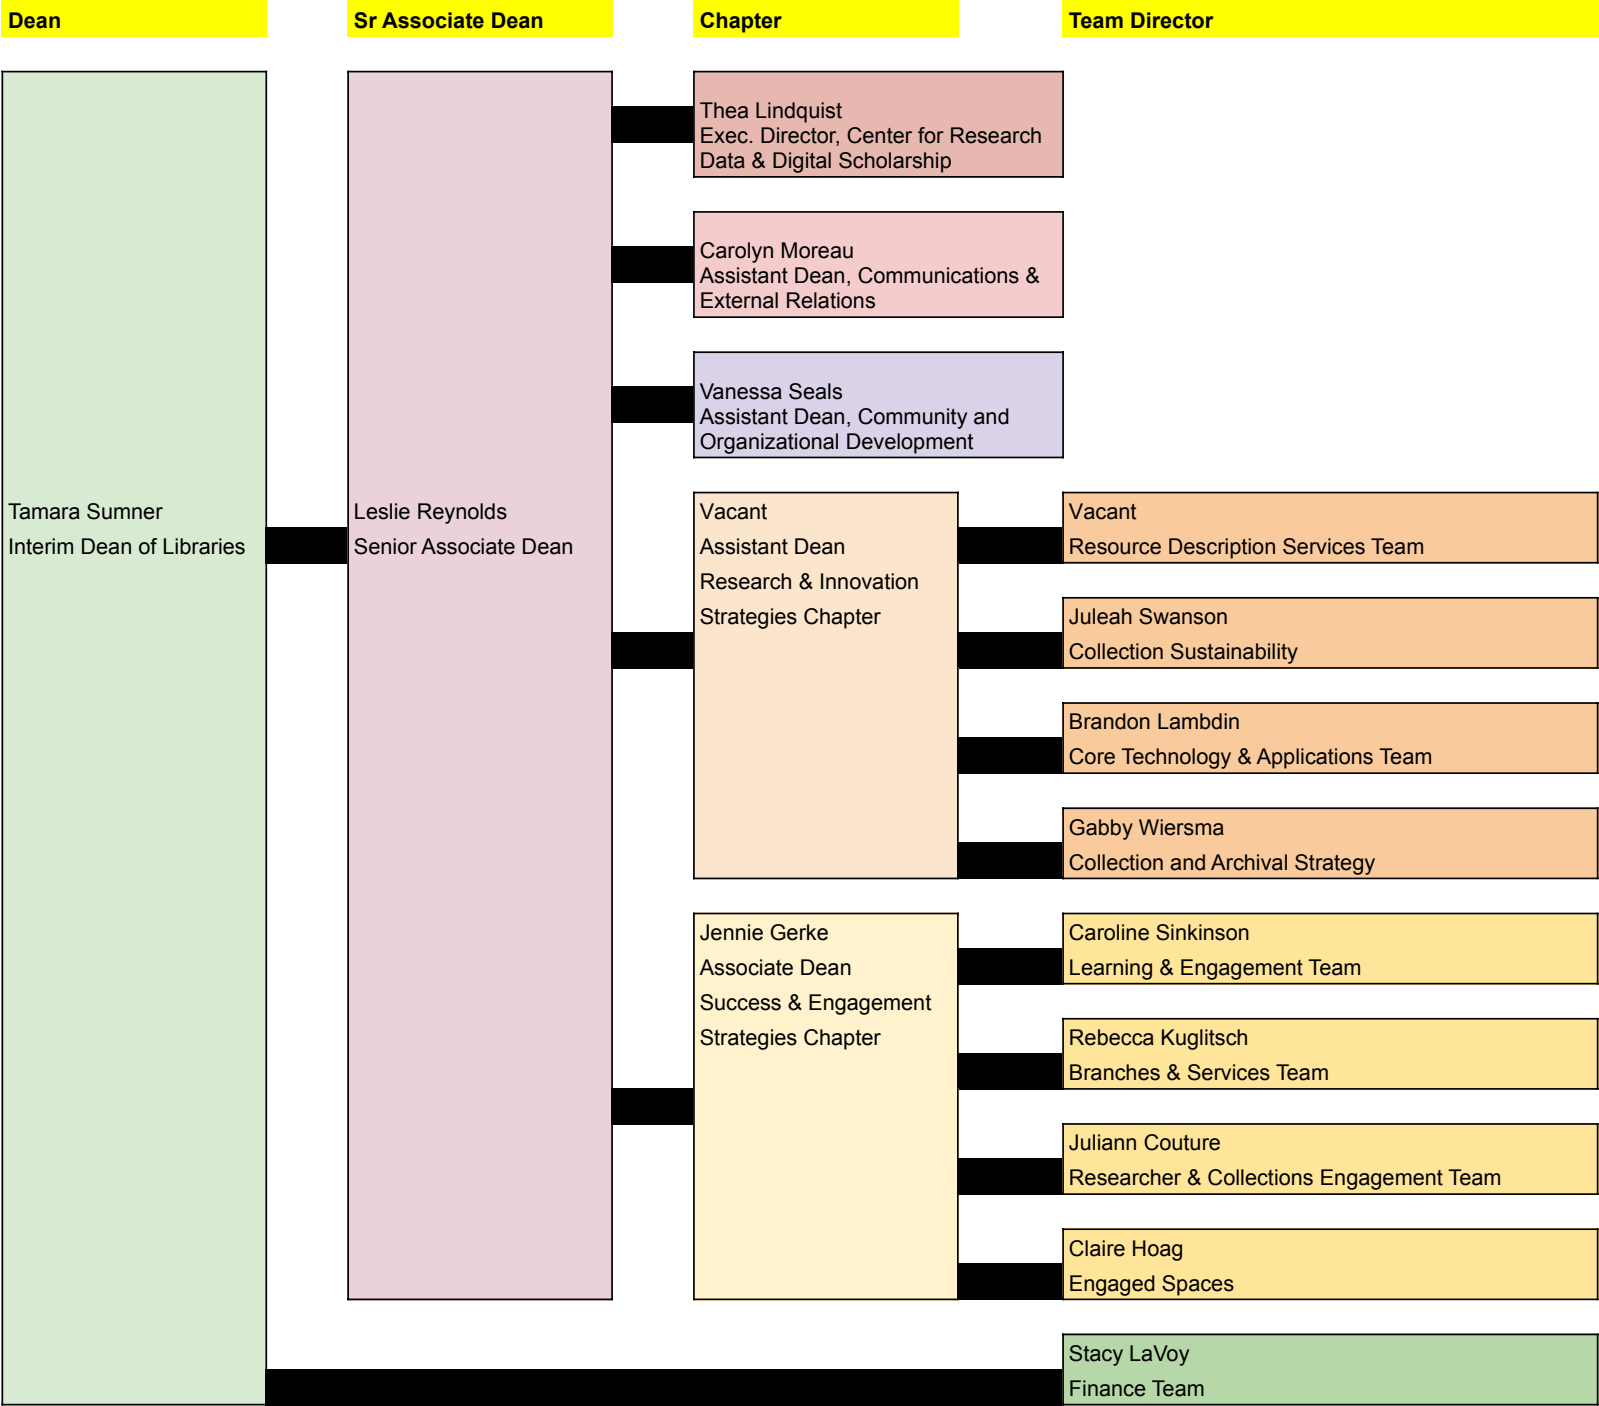 Dean
Sr Associate Dean
Chapter
Team Director
Tamara Sumner
Interim Dean of Libraries
Leslie Reynolds
Senior Associate Dean
Thea Lindquist
Exec. Director, Center for Research
Data & Digital Scholarship
Carolyn Moreau
Assistant Dean, Communications &
External Relations
Vanessa Seals
Assistant Dean, Community and
Organizational Development
Vacant
Assistant Dean
Research & Innovation
Strategies Chapter
Vacant
Resource Description Services Team
Juleah Swanson
Collection Sustainability
Brandon Lambdin
Core Technology & Applications Team
Gabby Wiersma
Collection and Archival Strategy
Jennie Gerke
Associate Dean
Success & Engagement
Strategies Chapter
Caroline Sinkinson
Learning & Engagement Team
Rebecca Kuglitsch
Branches & Services Team
Juliann Couture
Researcher & Collections Engagement Team
Claire Hoag
Engaged Spaces
Stacy LaVoy
Finance Team